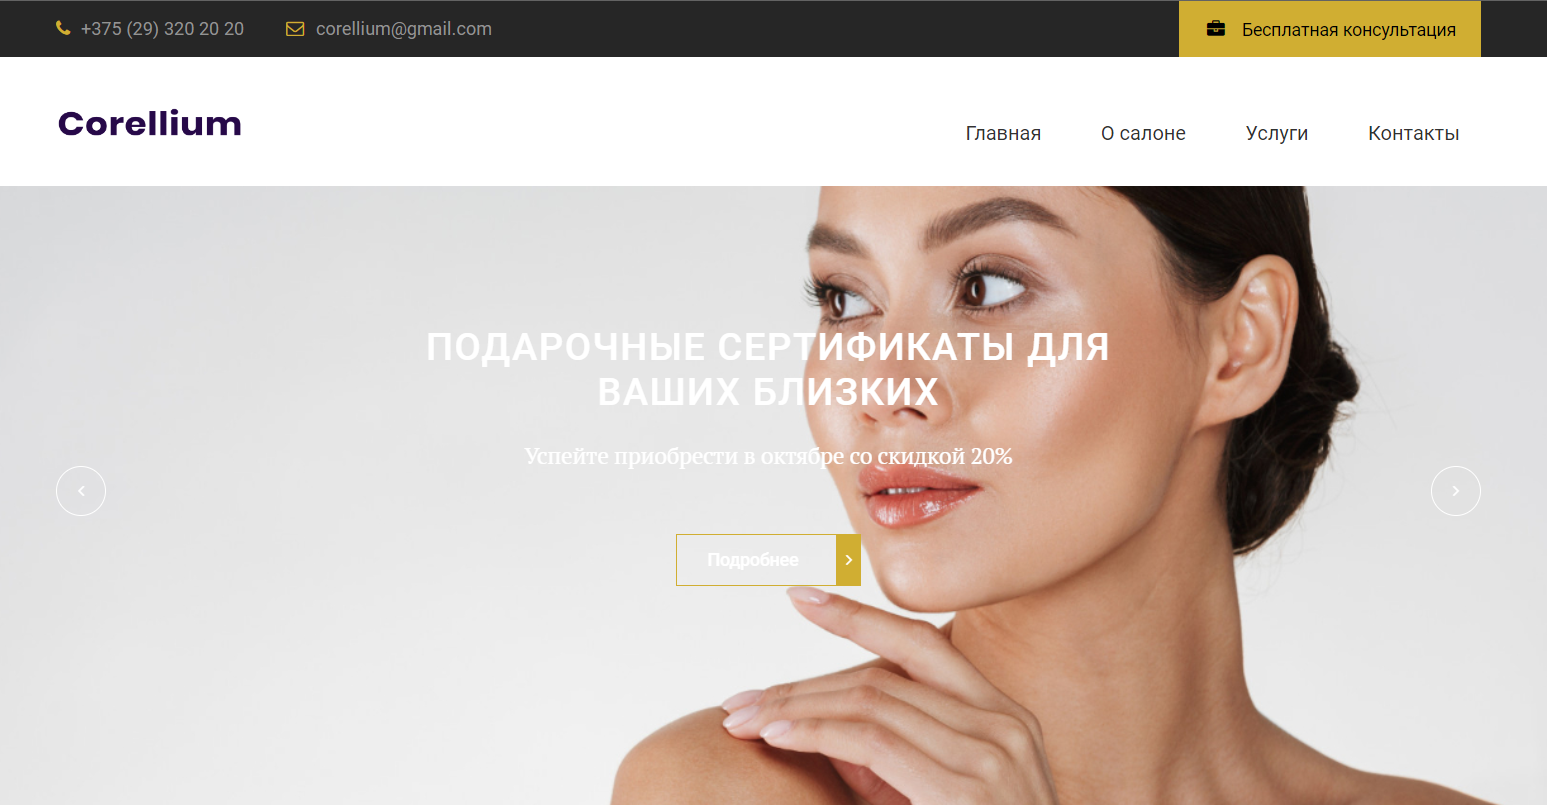 +375 (29) 320 20 20
corellium@gmail.com
Бесплатная консультация
Corellium
Главная
О салоне
Услуги
Контакты
ПОДАРОЧНЫЕ СЕРТИФИКАТЫ ДЛЯ
ВАШИХ БЛИЗКИХ
Успейте приобрести в октябре со скидкой 20%
Подробнее